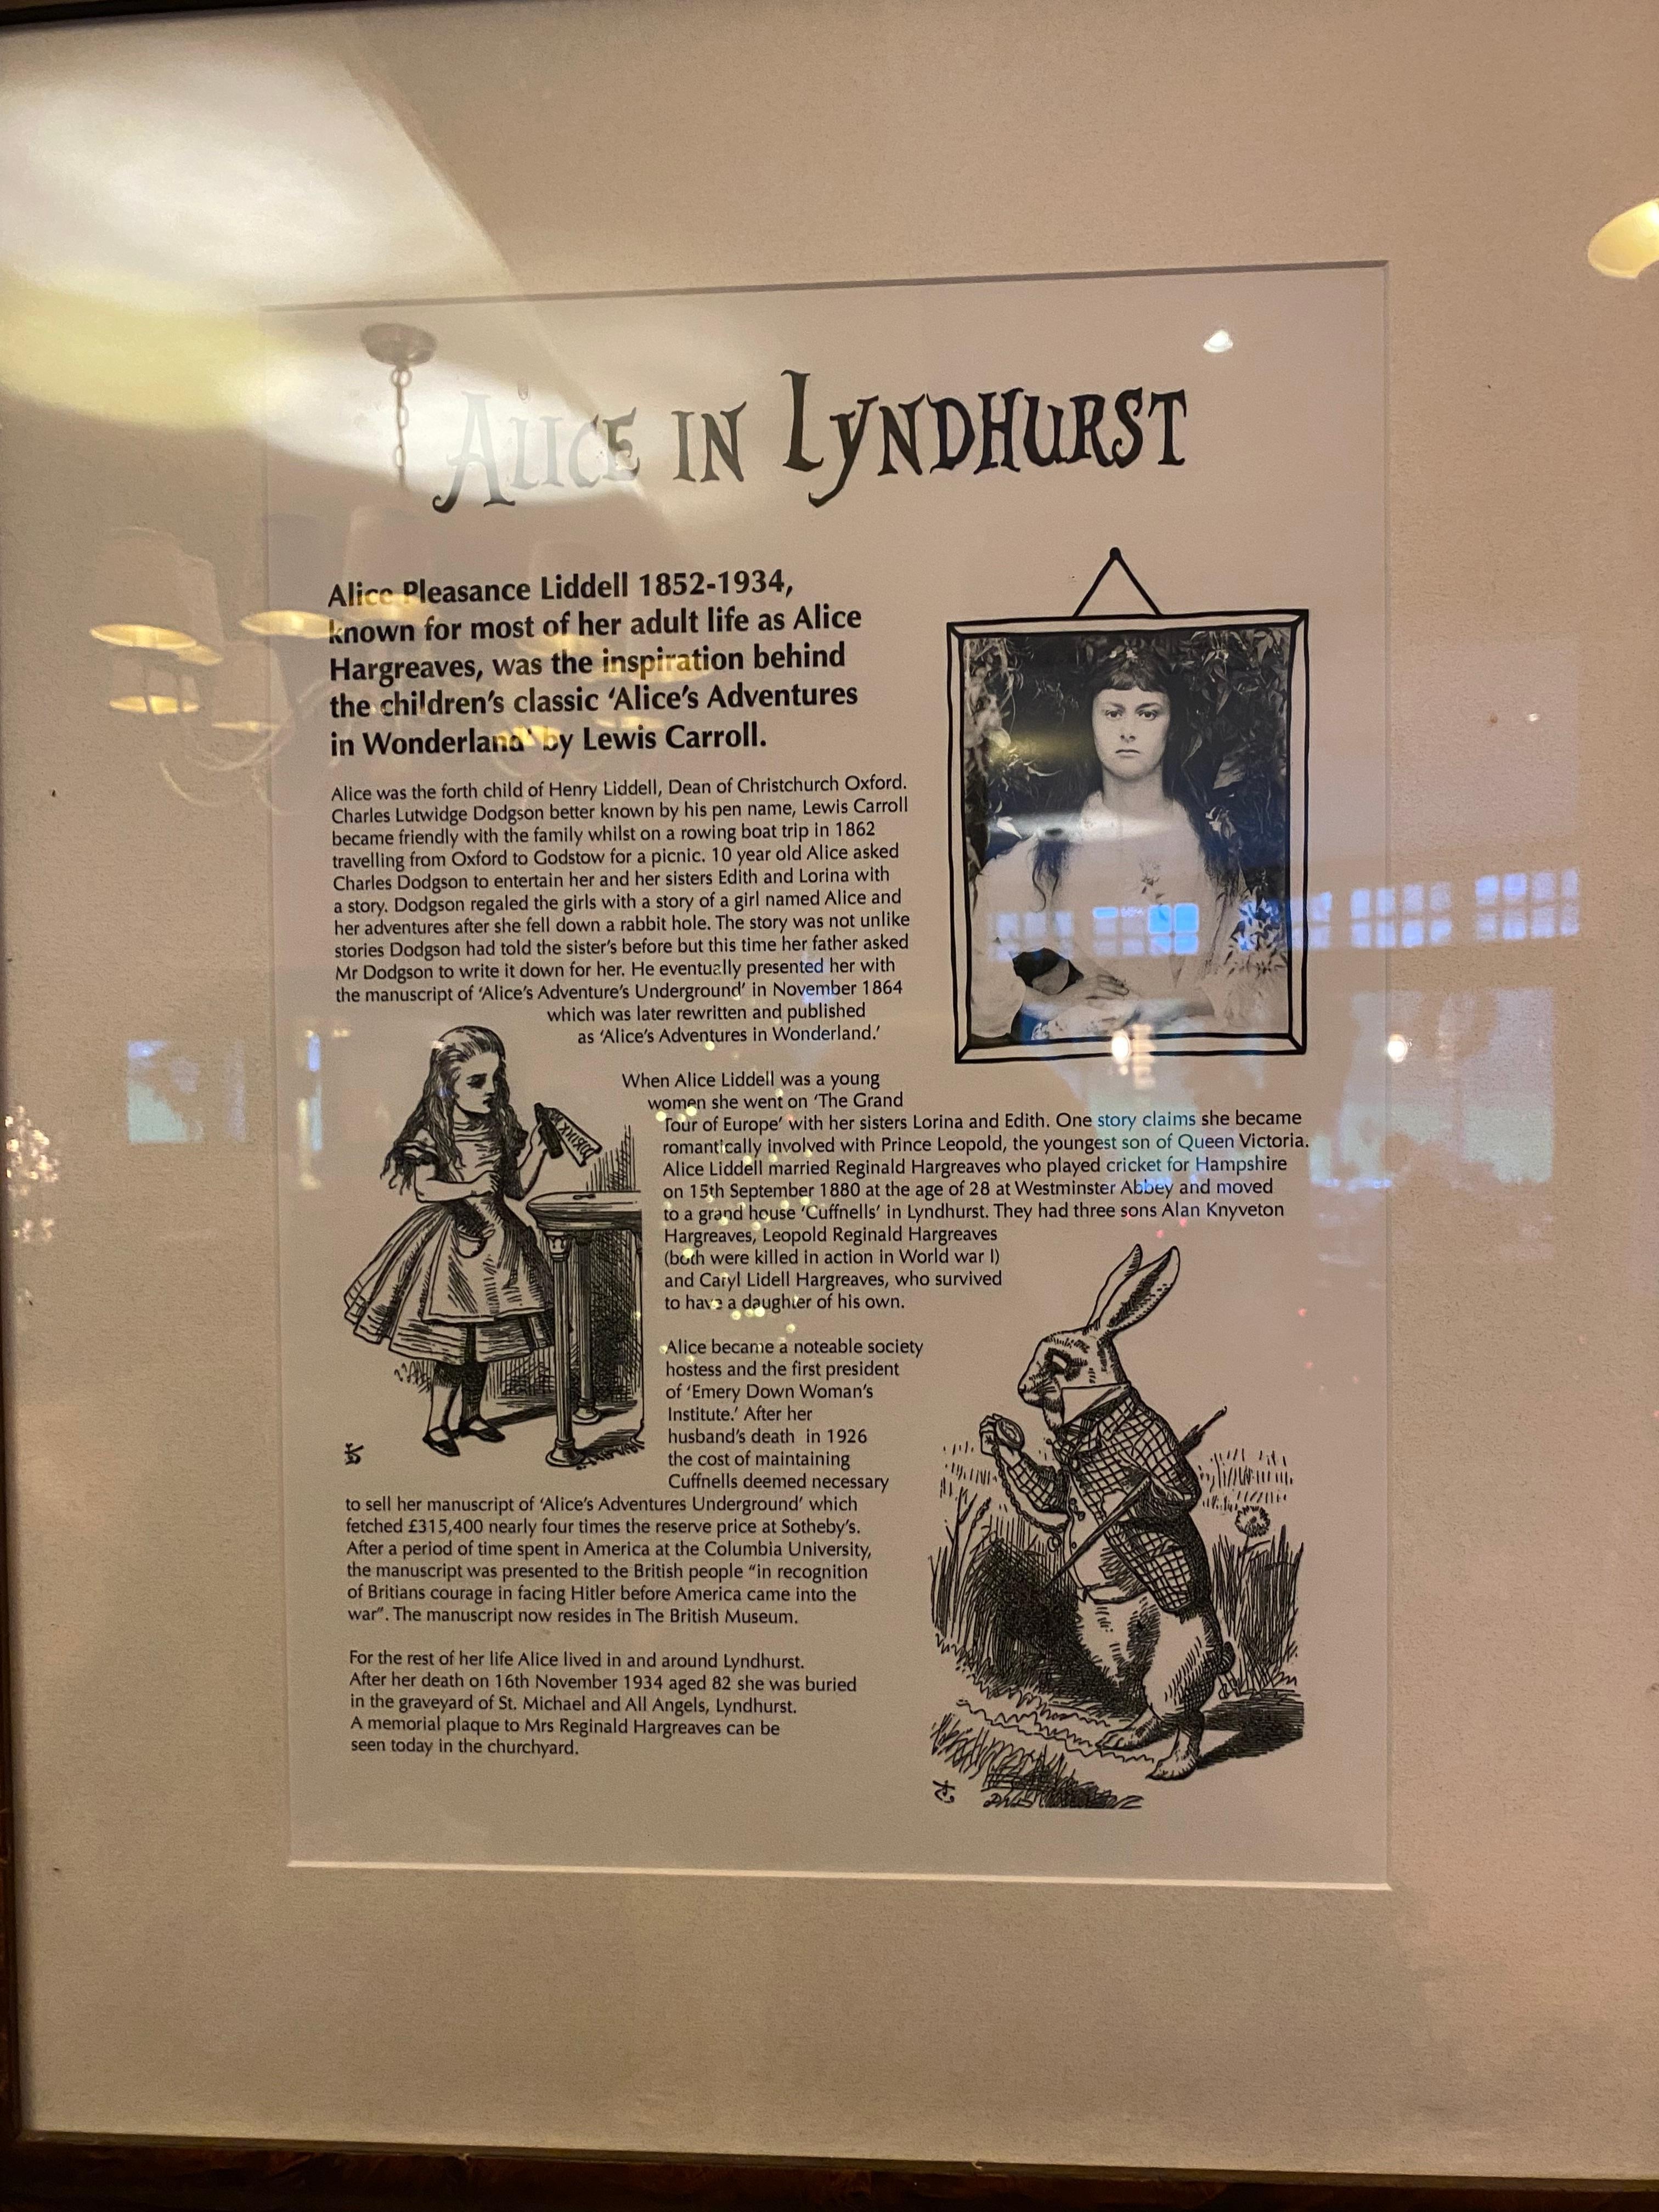 ALICE IN LYNDHURST
Alice Pleasance Liddell 1852-1934,
known for most of her adult life as Alice
Hargreaves, was the inspiration behind
the children's classic 'Alice's Adventures
in Wonderland' by Lewis Carroll.
Alice was the forth child of Henry Liddell, Dean of Christchurch Oxford.
Charles Lutwidge Dodgson better known by his pen name, Lewis Carroll
became friendly with the family whilst on a rowing boat trip in 1862
travelling from Oxford to Godstow for a picnic. 10 year old Alice asked
Charles Dodgson to entertain her and her sisters Edith and Lorina with
a story. Dodgson regaled the girls with a story of a girl named Alice and
her adventures after she fell down a rabbit hole. The story was not unlike
stories Dodgson had told the sister's before but this time her father asked
Mr Dodgson to write it down for her. He eventually presented her with
the manuscript of 'Alice's Adventure's Underground' in November 1864
which was later rewritten and published
as 'Alice's Adventures in Wonderland.'
When Alice Liddell was a young
women she went on 'The Grand
Tour of Europe' with her sisters Lorina and Edith. One story claims she became
romantically involved with Prince Leopold, the youngest son of Queen Victoria.
Alice Liddell married Reginald Hargreaves who played cricket for Hampshire
on 15th September 1880 at the age of 28 at Westminster Abbey and moved
to a grand house 'Cuffnells' in Lyndhurst. They had three sons Alan Knyveton
Hargreaves, Leopold Reginald Hargreaves
(both were killed in action in World war I)
and Caryl Lidell Hargreaves, who survived
to have a daughter of his own.
Alice became a noteable society
hostess and the first president
of 'Emery Down Woman's
Institute.' After her
husband's death in 1926
the cost of maintaining
Cuffnells deemed necessary
to sell her manuscript of 'Alice's Adventures Underground' which
fetched £315,400 nearly four times the reserve price at Sotheby's.
After a period of time spent in America at the Columbia University,
the manuscript was presented to the British people "in recognition
of Britians courage in facing Hitler before America came into the
war". The manuscript now resides in The British Museum.
For the rest of her life Alice lived in and around Lyndhurst.
After her death on 16th November 1934 aged 82 she was buried
in the graveyard of St. Michael and All Angels, Lyndhurst.
A memorial plaque to Mrs Reginald Hargreaves can be
seen today in the churchyard.